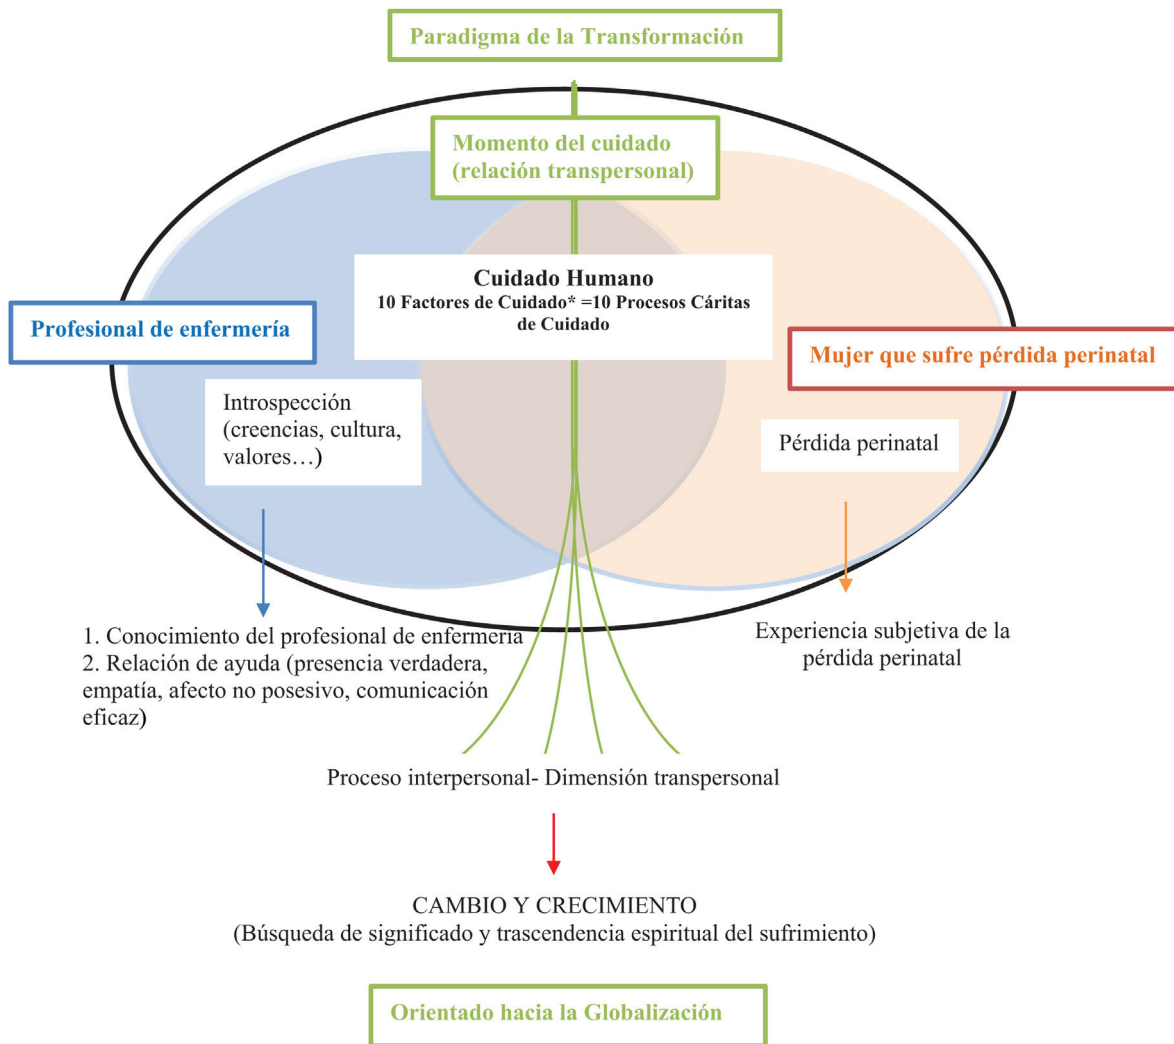 Paradigma de la Transformación
Momento del cuidado
(relación transpersonal)
Cuidado Humano
10 Factores de Cuidado* =10 Procesos Cáritas
de Cuidado
Profesional de enfermería
Mujer que sufre pérdida perinatal
Introspección
(creencias, cultura,
valores…)
Pérdida perinatal
1. Conocimiento del profesional de enfermería
2. Relación de ayuda (presencia verdadera,
empatía, afecto no posesivo, comunicación
eficaz)
Experiencia subjetiva de la
pérdida perinatal
Proceso interpersonal- Dimensión transpersonal
CAMBIO Y CRECIMIENTO
(Búsqueda de significado y trascendencia espiritual del sufrimiento)
Orientado hacia la Globalización